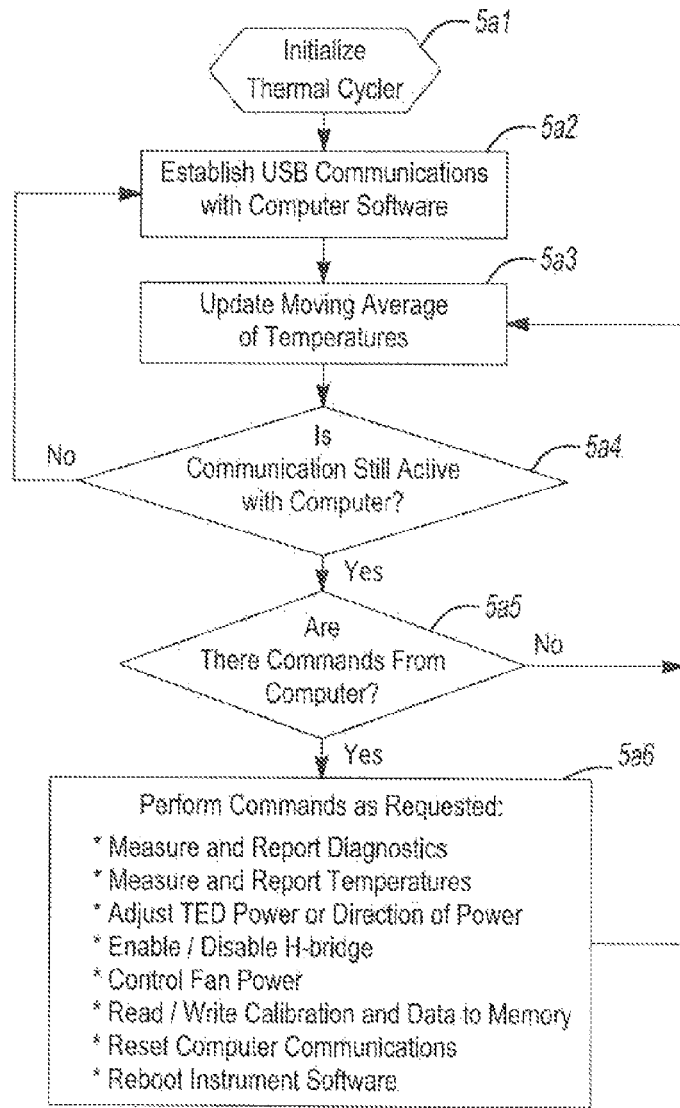 5a1
Initialize
Thermal Cycler
5a2
Establish USB Communications
with Computer Software
5a3
Update Moving Average
of Temperatures
Is
No
Communication Still Active
5a4
with Computer?
Yes
5a5
Are
There Commands From
No
Computer?
Yes
5a6
Perform Commands as Requested:
* Measure and Report Diagnostics
* Measure and Report Temperatures
* Adjust TED Power or Direction of Power
* Enable / Disable H-bridge
* Control Fan Power
* Read / Write Calibration and Data to Memory
* Reset Computer Communications
* Reboot Instrument Software